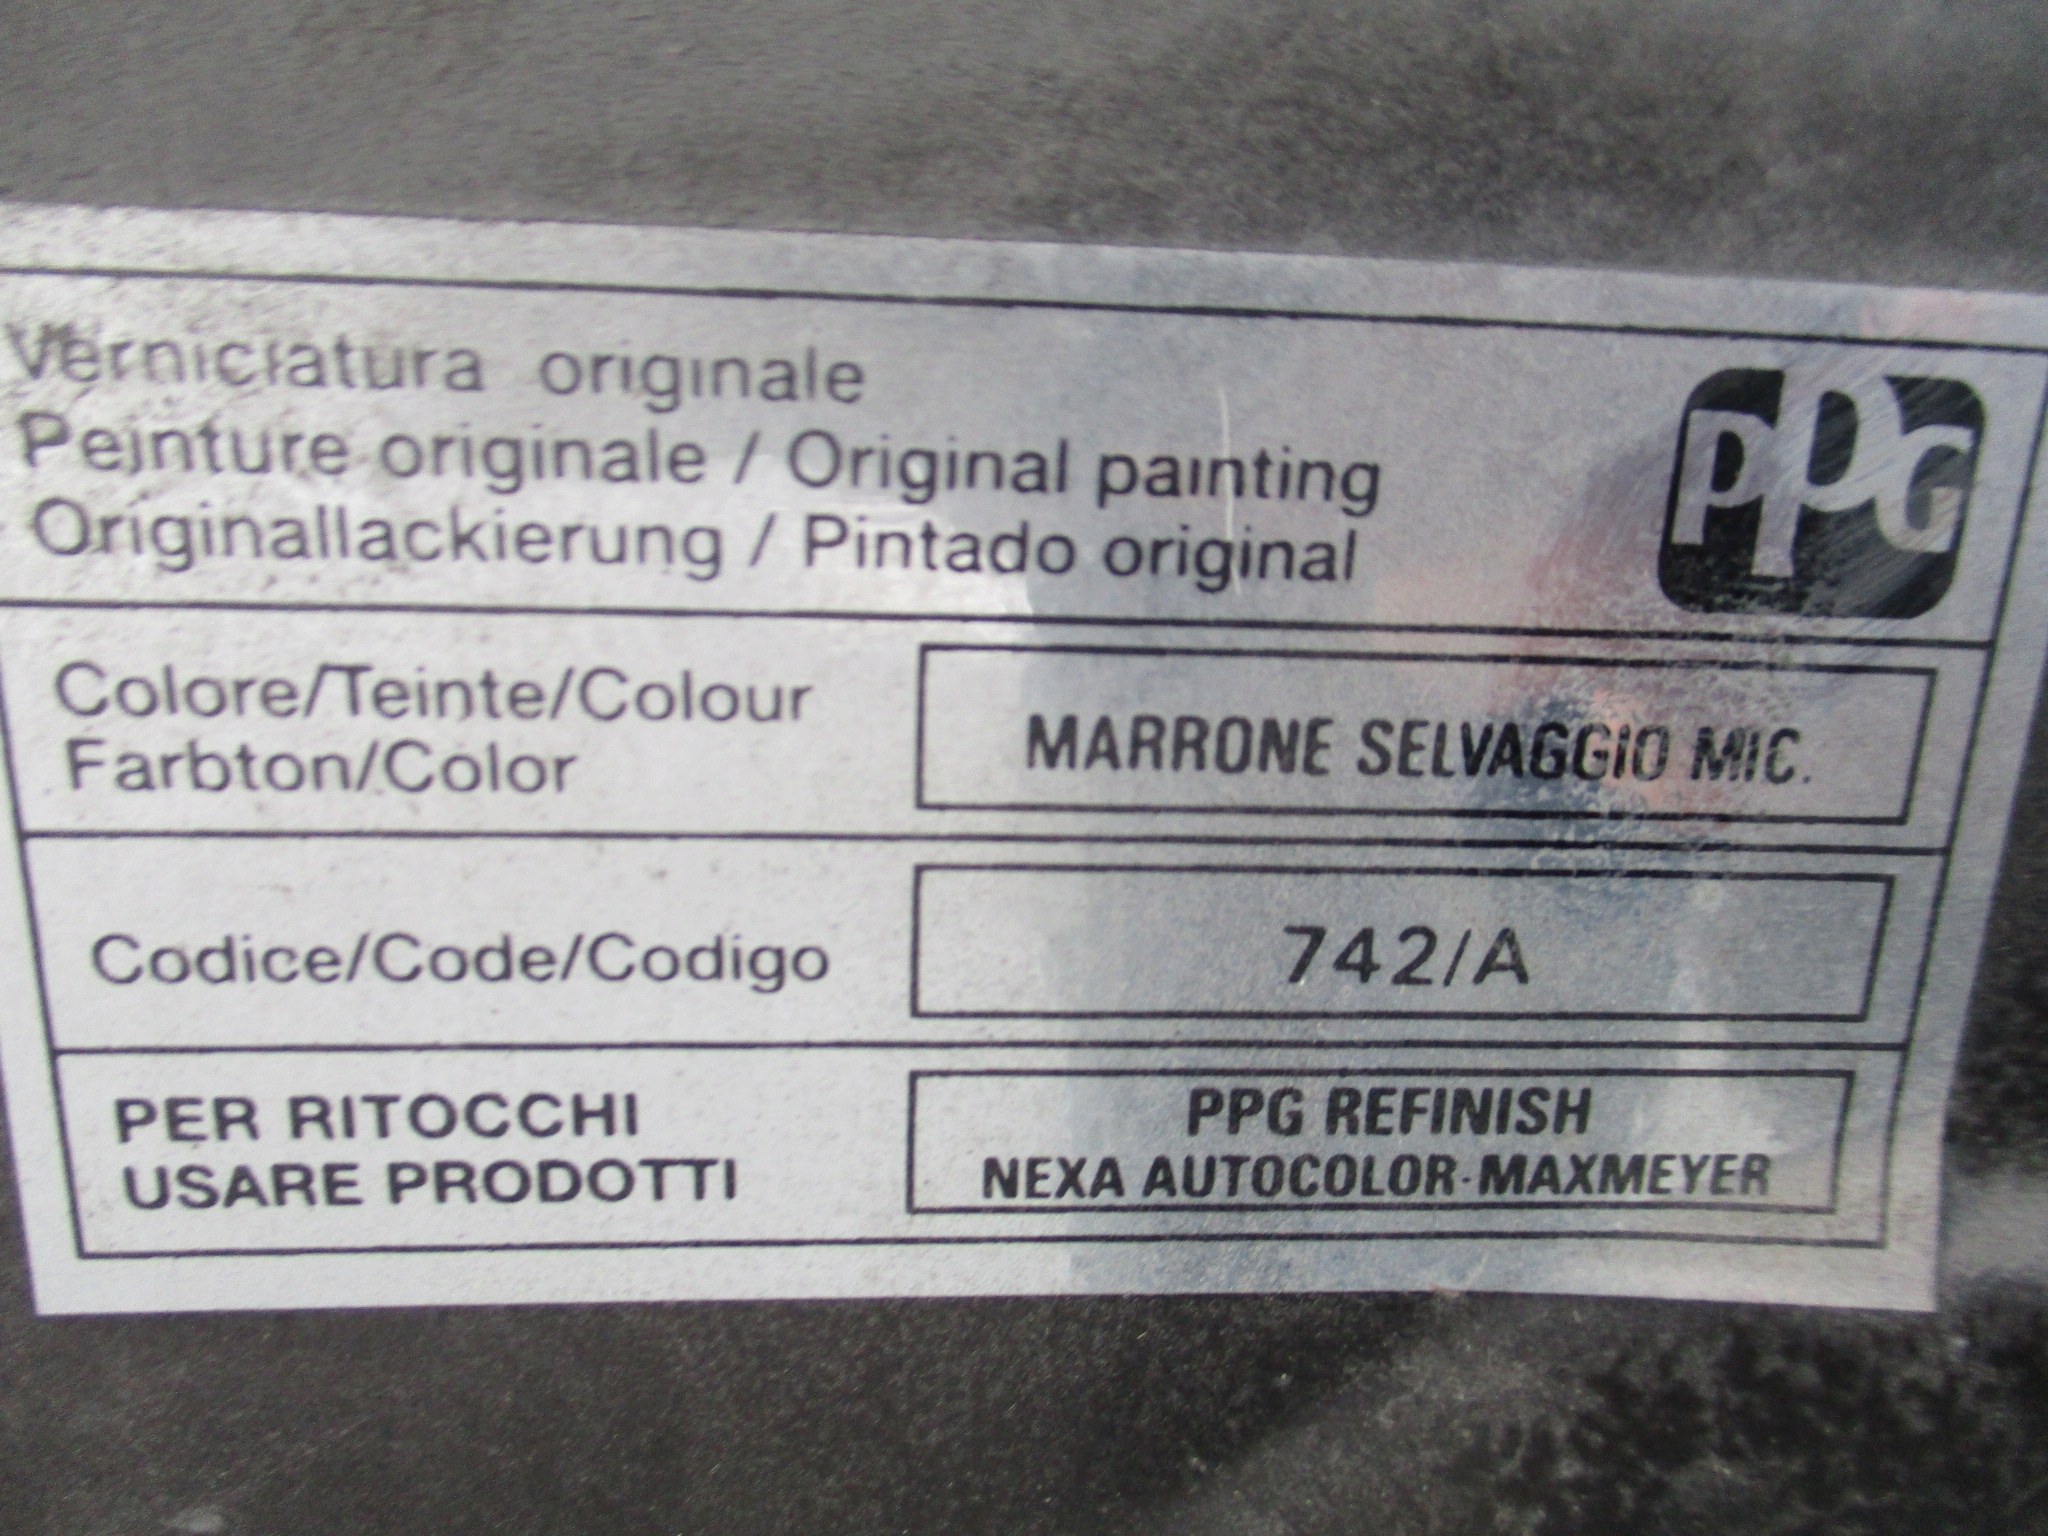 Verniciatura originale
Peinture originale / Original painting
Originallackierung / Pintado original
PPG
Colore/Teinte/Colour
Farbton/Color
MARRONE SELVAGGIO MIC.
Codice/Code/Codigo
742/A
PER RITOCCHI
USARE PRODOTTI
PPG REFINISH
NEXA AUTOCOLOR-MAXMEYER